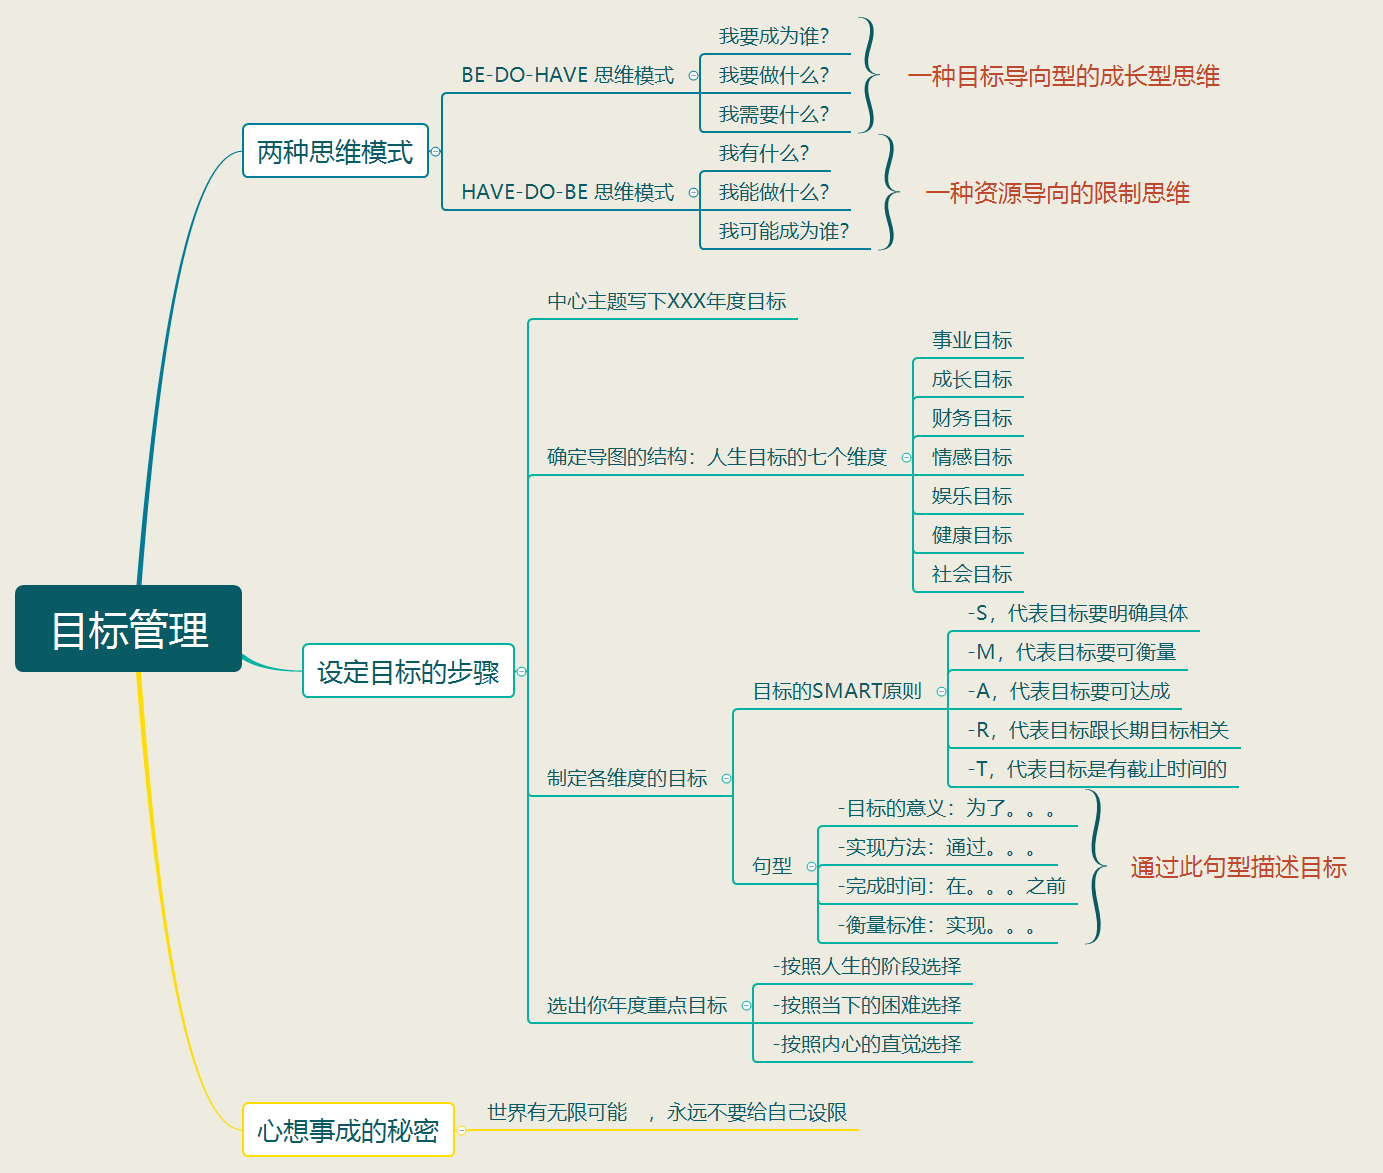 目标管理
两种思维模式
BE-DO-HAVE 思维模式
我要成为谁？
我要做什么？
我需要什么？
一种目标导向型的成长型思维
HAVE-DO-BE 思维模式
我有什么？
我能做什么？
我可能成为谁？
一种资源导向的限制思维
设定目标的步骤
中心主题写下XXX年度目标
确定导图的结构：人生目标的七个维度
事业目标
成长目标
财务目标
情感目标
娱乐目标
健康目标
社会目标
制定各维度的目标
目标的SMART原则
-S，代表目标要明确具体
-M，代表目标要可衡量
-A，代表目标要可达成
-R，代表目标跟长期目标相关
-T，代表目标是有截止时间的
句型
-目标的意义：为了。。。
-实现方法：通过。。。
-完成时间：在。。。之前
-衡量标准：实现。。。
通过此句型描述目标
选出你年度重点目标
-按照人生的阶段选择
-按照当下的困难选择
-按照内心的直觉选择
心想事成的秘密
世界有无限可能　，永远不要给自己设限